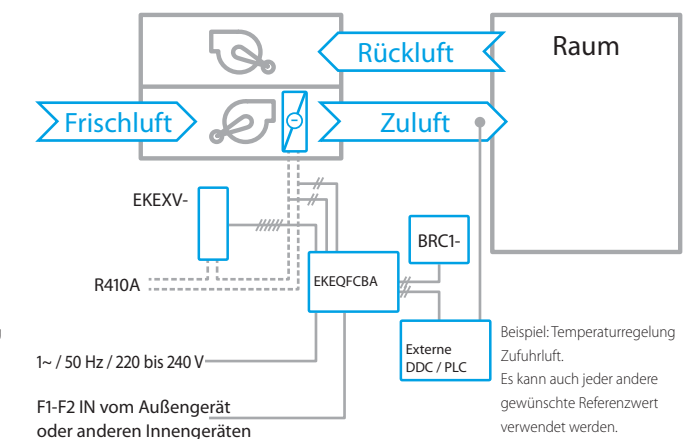 Rückluft
Raum
Frischluft
Zuluft
EKEXV-
BRC1-
R410A
EKEQFCBA
Externe
DDC / PLC
Beispiel: Temperaturregelung
Zufuhrluft.
Es kann auch jeder andere
gewünschte Referenzwert
verwendet werden.
1~ / 50 Hz / 220 bis 240 V
F1-F2 IN vom Außengerät
oder anderen Innengeräten